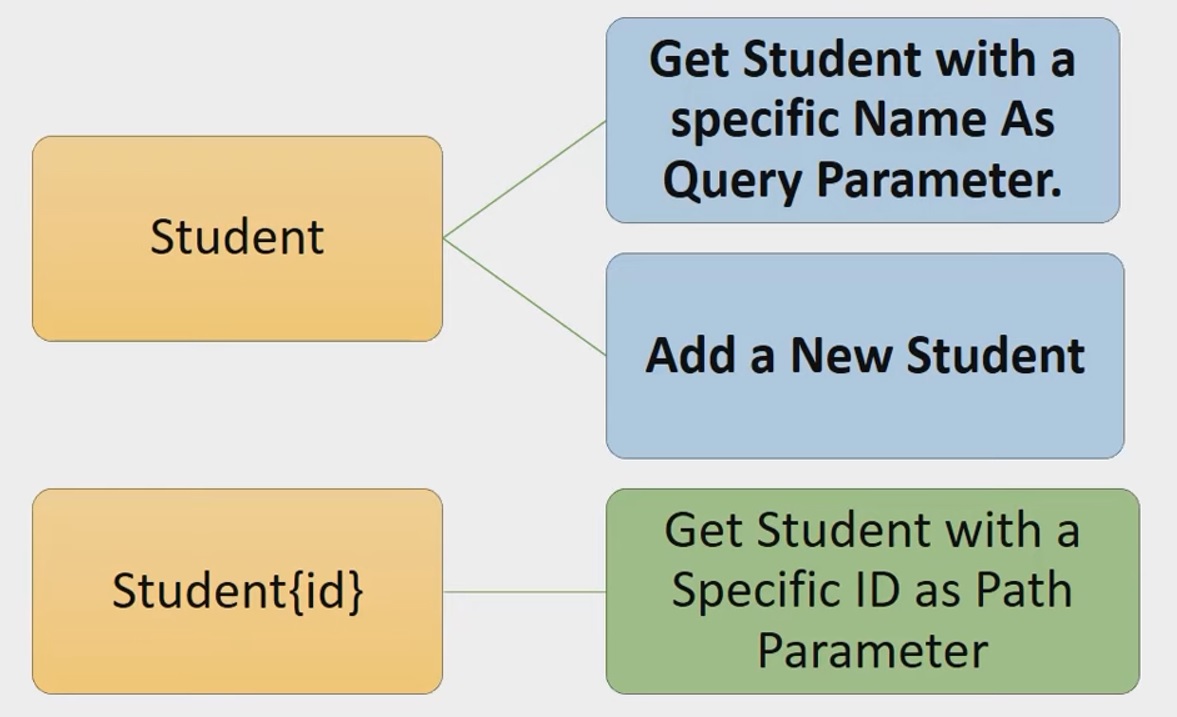 Student
Get Student with a
specific Name As
Query Parameter.
Add a New Student
Student{id}
Get Student with a
Specific ID as Path
Parameter